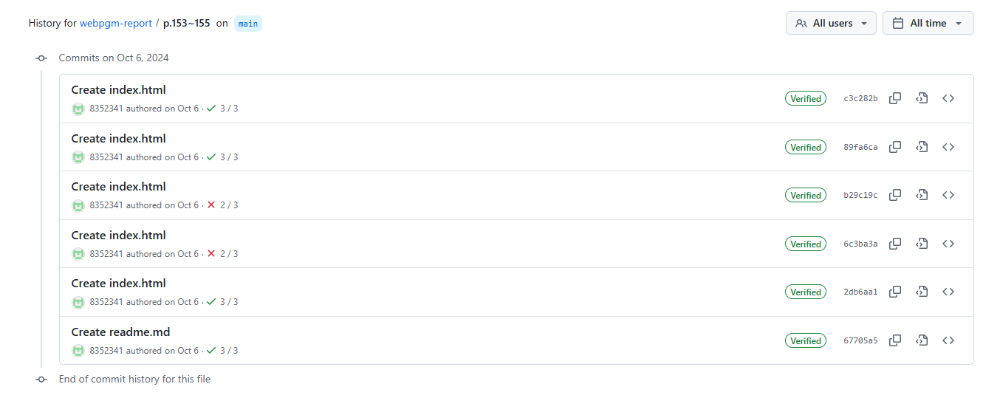 History for webpgm-report / p.153~155 on main
All users
All time
Commits on Oct 6, 2024
Create index.html
8352341 authored on Oct 6 · 3 / 3
Verified
c3c282b
Create index.html
8352341 authored on Oct 6 · 3 / 3
Verified
89fa6ca
Create index.html
8352341 authored on Oct 6 · 2 / 3
Verified
b29c19c
Create index.html
8352341 authored on Oct 6 · 2 / 3
Verified
6c3ba3a
Create index.html
8352341 authored on Oct 6 · 3 / 3
Verified
2db6aa1
Create readme.md
8352341 authored on Oct 6 · 3 / 3
Verified
67705a5
End of commit history for this file